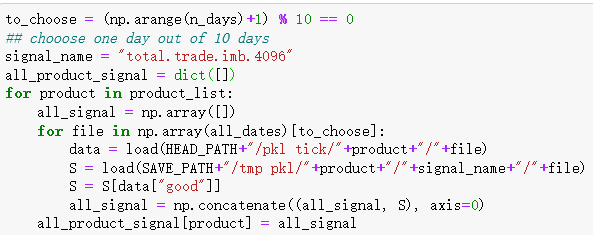 to_choose = (np.arange(n_days)+1) % 10 == 0
## chooose one day out of 10 days
signal_name = "total.trade.imb.4096"
all_product_signal = dict([])
for product in product_list:
    all_signal = np.array([])
    for file in np.array(all_dates)[to_choose]:
        data = load(HEAD_PATH+"/pkl tick/"+product+"/"+file)
        S = load(SAVE_PATH+"/tmp pkl/"+product+"/"+signal_name+"/"+file)
        S = S[data["good"]]
        all_signal = np.concatenate((all_signal, S), axis=0)
    all_product_signal[product] = all_signal